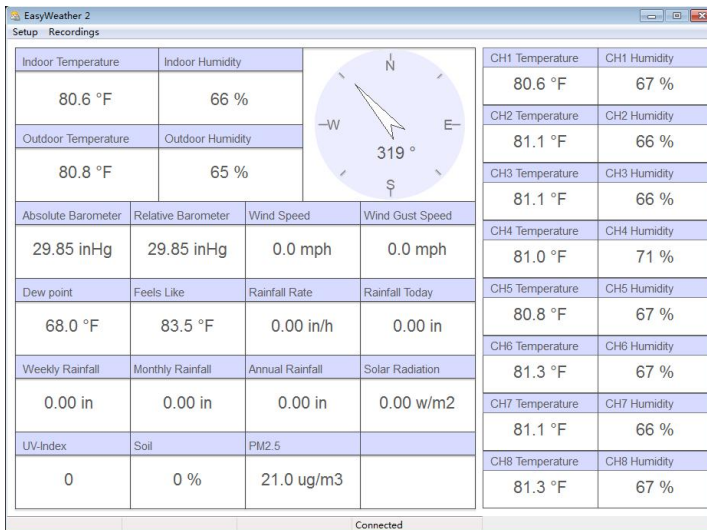 EasyWeather 2
Setup Recordings
Indoor Temperature Indoor Humidity
80.6 °F 66 %
Outdoor Temperature Outdoor Humidity
80.8 °F 65 %
N
W E
319 °
S
Absolute Barometer Relative Barometer Wind Speed Wind Gust Speed
29.85 inHg 29.85 inHg 0.0 mph 0.0 mph
Dew point Feels Like Rainfall Rate Rainfall Today
68.0 °F 83.5 °F 0.00 in/h 0.00 in
Weekly Rainfall Monthly Rainfall Annual Rainfall Solar Radiation
0.00 in 0.00 in 0.00 in 0.00 w/m2
UV-Index Soil PM2.5
0 0 % 21.0 ug/m3
CH1 Temperature CH1 Humidity
80.6 °F 67 %
CH2 Temperature CH2 Humidity
81.1 °F 66 %
CH3 Temperature CH3 Humidity
81.1 °F 66 %
CH4 Temperature CH4 Humidity
81.0 °F 71 %
CH5 Temperature CH5 Humidity
80.8 °F 67 %
CH6 Temperature CH6 Humidity
81.3 °F 67 %
CH7 Temperature CH7 Humidity
81.1 °F 66 %
CH8 Temperature CH8 Humidity
81.3 °F 67 %
Connected